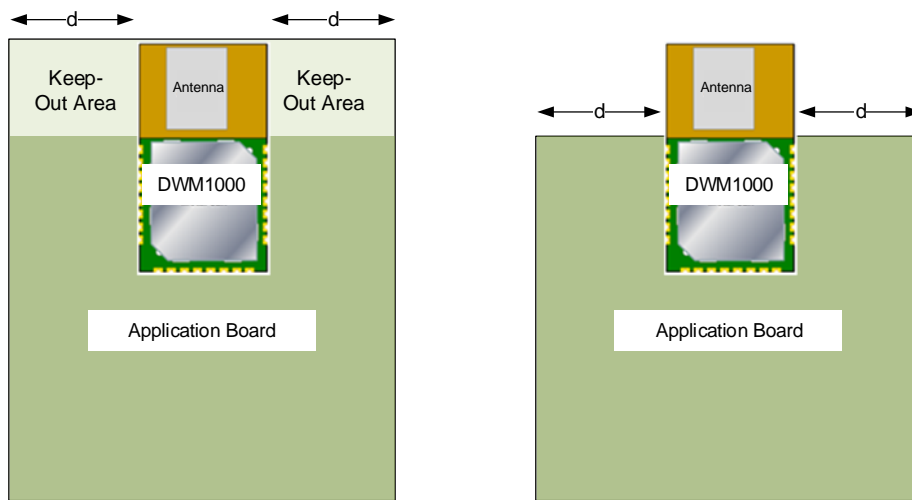 d
d
Keep-
Out Area
Antenna
Keep-
Out Area
DWM1000
Application Board
d
Antenna
d
DWM1000
Application Board